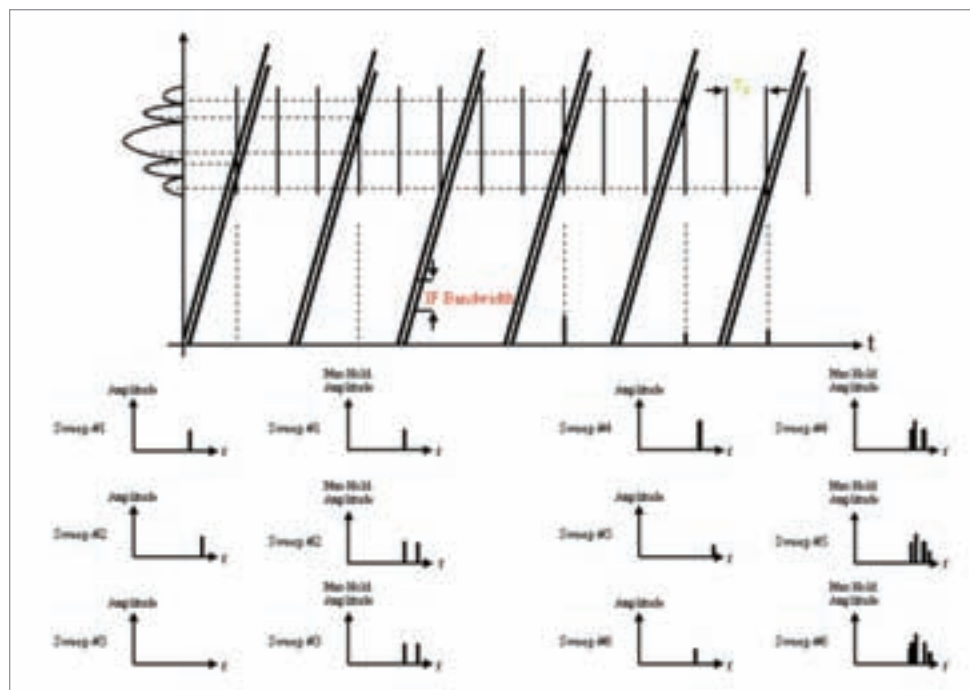 IF Bandwidth
t
Amplitude
Sweep #1
t
Max Hold
Amplitude
Sweep #1
t
Amplitude
Sweep #4
t
Max Hold
Amplitude
Sweep #4
t
Amplitude
Sweep #2
t
Max Hold
Amplitude
Sweep #2
t
Amplitude
Sweep #5
t
Max Hold
Amplitude
Sweep #5
t
Amplitude
Sweep #3
t
Max Hold
Amplitude
Sweep #3
t
Amplitude
Sweep #6
t
Max Hold
Amplitude
Sweep #6
t